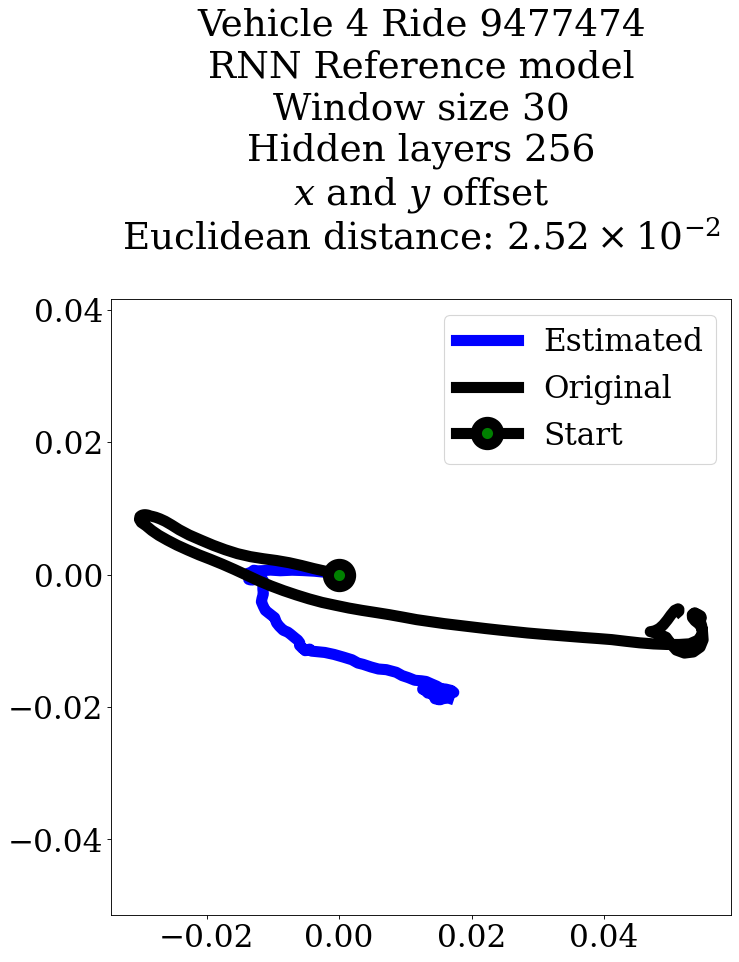 Vehicle 4 Ride 9477474
RNN Reference model
Window size 30
Hidden layers 256
x and y offset
Euclidean distance: 2.52 × 10⁻²
0.04
Estimated
Original
Start
0.02
0.00
−0.02
−0.04
−0.02 0.00 0.02 0.04